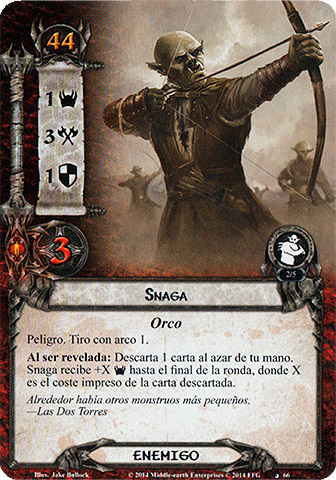 44
1
3
1
3
2/5
Snaga
Orco
Peligro. Tiro con arco 1.
Al ser revelada: Descarta 1 carta al azar de tu mano.
Snaga recibe +X hasta el final de la ronda, donde X
es el coste impreso de la carta descartada.
Alrededor había otros monstruos más pequeños.
—Las Dos Torres
ENEMIGO
Illus. Jake Bullock © 2014 Middle-earth Enterprises © 2014 FFG 66